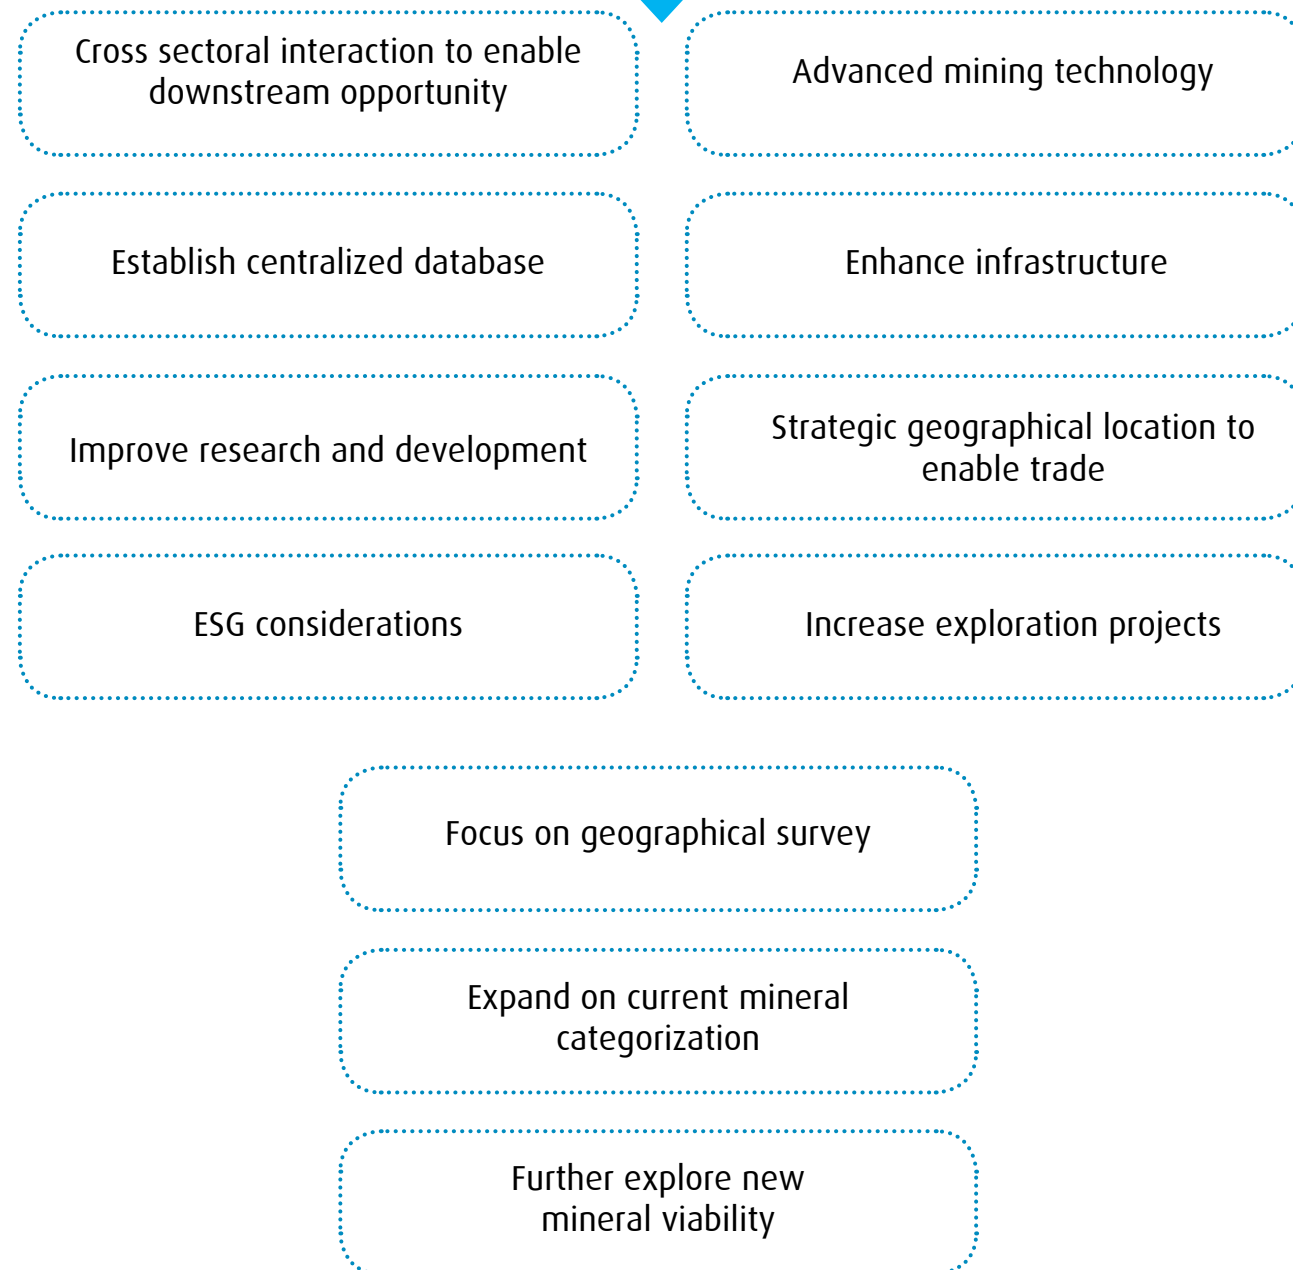 Cross sectoral interaction to enable
downstream opportunity
Advanced mining technology
Establish centralized database
Enhance infrastructure
Improve research and development
Strategic geographical location to
enable trade
ESG considerations
Increase exploration projects
Focus on geographical survey
Expand on current mineral
categorization
Further explore new
mineral viability